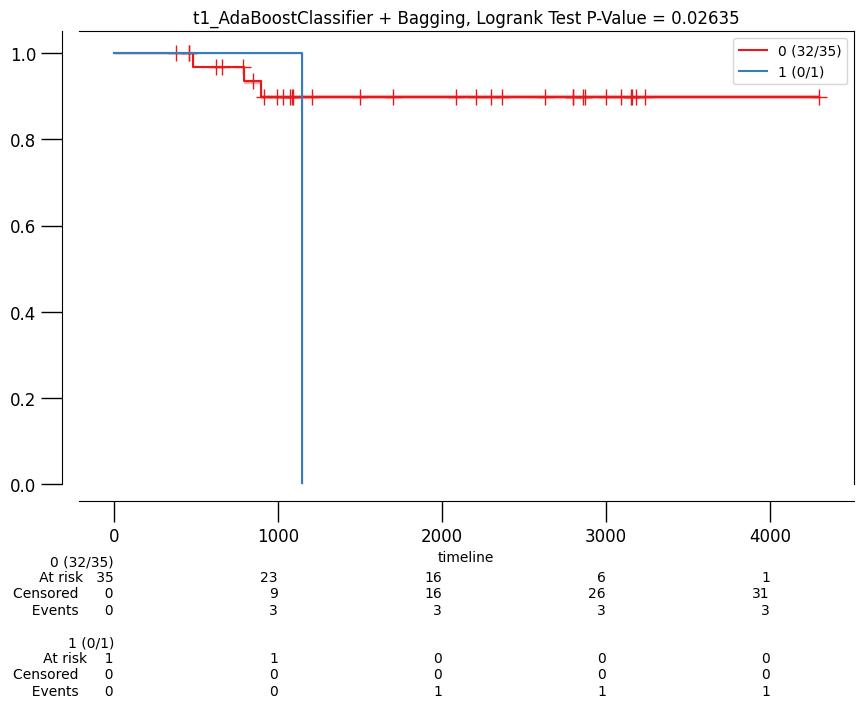 t1_AdaBoostClassifier + Bagging, Logrank Test P-Value = 0.02635
0 (32/35)
1 (0/1)
1.0
0.8
0.6
0.4
0.2
0.0
0 1000 2000 3000 4000
timeline
0 (32/35)
At risk 35 23 16 6 1
Censored 0 9 16 26 31
Events 0 3 3 3 3
1 (0/1)
At risk 1 1 0 0 0
Censored 0 0 0 0 0
Events 0 0 1 1 1